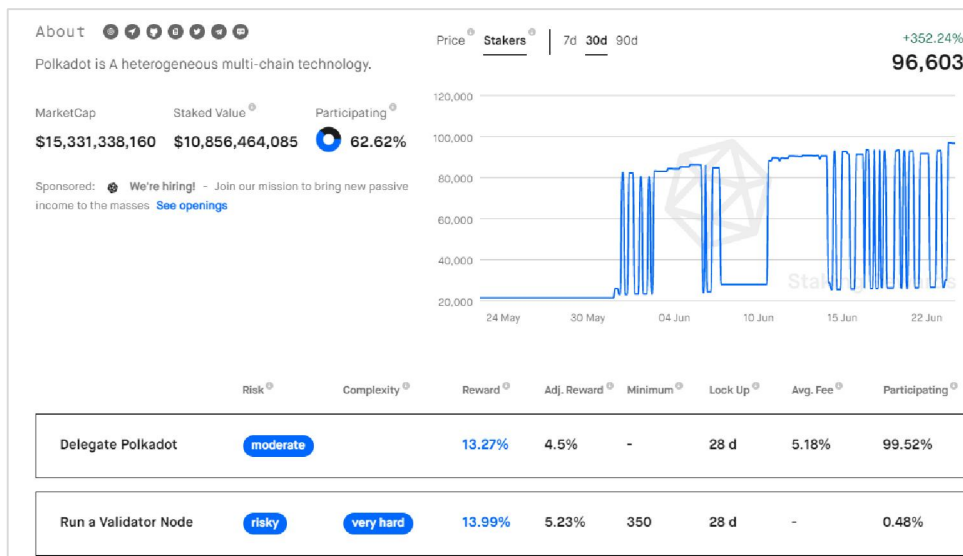 About
Polkadot is A heterogeneous multi-chain technology.
MarketCap Staked Value Participating
$15,331,338,160 $10,856,464,085 62.62%
Sponsored: We're hiring! - Join our mission to bring new passive
income to the masses See openings
Price Stakers 7d 30d 90d
+352.24%
96,603
120,000
100,000
80,000
60,000
40,000
20,000
24 May 30 May 04 Jun 10 Jun 15 Jun 22 Jun
Risk Complexity Reward Adj. Reward Minimum Lock Up Avg. Fee Participating
Delegate Polkadot moderate 13.27% 4.5% - 28 d 5.18% 99.52%
Run a Validator Node risky very hard 13.99% 5.23% 350 28 d - 0.48%